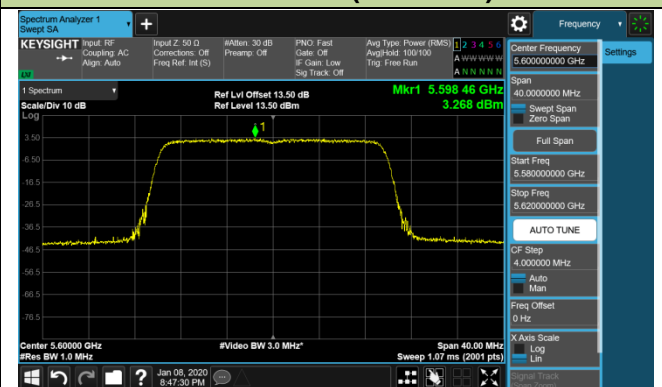 Spectrum Analyzer 1
Swept SA
Frequency
KEYSIGHT
Input: RF
Coupling: AC
Align: Auto
Input Z: 50 Ω
Corrections: Off
Freq Ref: Int (S)
#Atten: 30 dB
Preamp: Off
PNO: Fast
Gate: Off
IF Gain: Low
Sig Track: Off
Avg Type: Power (RMS)
Avg|Hold: 100/100
Trig: Free Run
1 2 3 4 5 6
A W W W W W
A N N N N N
LXI
1 Spectrum
Scale/Div 10 dB
Ref Lvl Offset 13.50 dB
Ref Level 13.50 dBm
Mkr1 5.598 46 GHz
3.268 dBm
Log
1
3.50
-6.50
-16.5
-26.5
-36.5
-46.5
-56.5
-66.5
-76.5
Center 5.60000 GHz
#Res BW 1.0 MHz
#Video BW 3.0 MHz*
Span 40.00 MHz
Sweep 1.07 ms (2001 pts)
Center Frequency
5.600000000 GHz
Settings
Span
40.0000000 MHz
Swept Span
Zero Span
Full Span
Start Freq
5.580000000 GHz
Stop Freq
5.620000000 GHz
AUTO TUNE
CF Step
4.000000 MHz
Auto
Man
Freq Offset
0 Hz
X Axis Scale
Log
Lin
Signal Track
?
Jan 08, 2020
8:47:30 PM